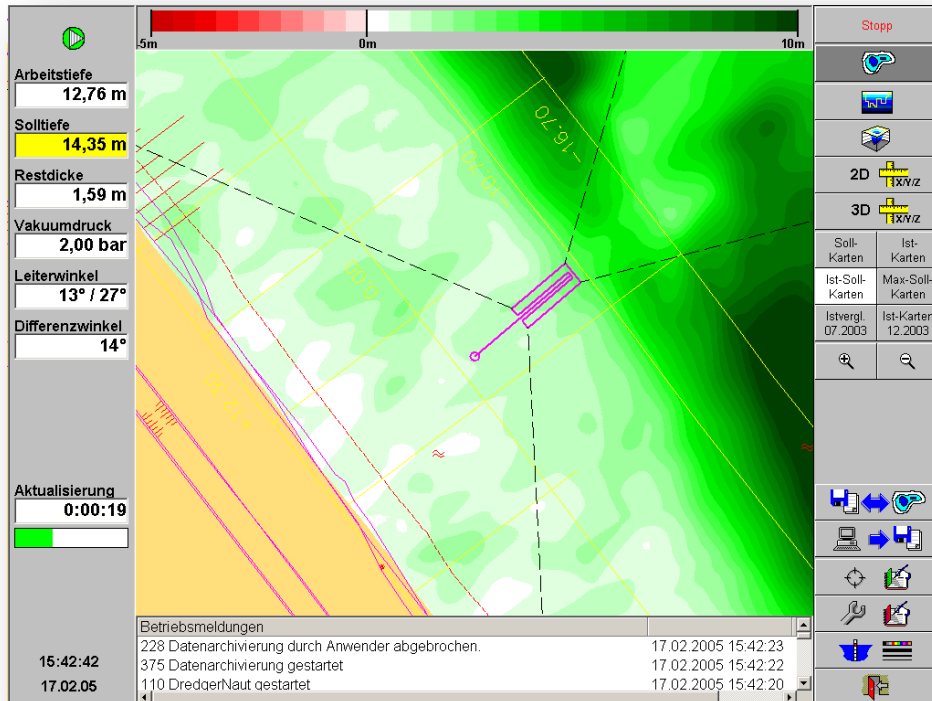 -5m
0m
10m
Arbeitstiefe
12,76 m
Solltiefe
14,35 m
Restdicke
1,59 m
Vakuumdruck
2,00 bar
Leiterwinkel
13° / 27°
Differenzwinkel
14°
Aktualisierung
0:00:19
15:42:42
17.02.05
-16.70
Betriebsmeldungen
228 Datenarchivierung durch Anwender abgebrochen. 17.02.2005 15:42:23
375 Datenarchivierung gestartet 17.02.2005 15:42:22
110 DredgerNaut gestartet 17.02.2005 15:42:20
Stopp
2D X/Y/Z
3D X/Y/Z
Soll-
Karten
Ist-
Karten
Ist-Soll-
Karten
Max-Soll-
Karten
Istvergl.
07.2003
Ist-Karten
12.2003